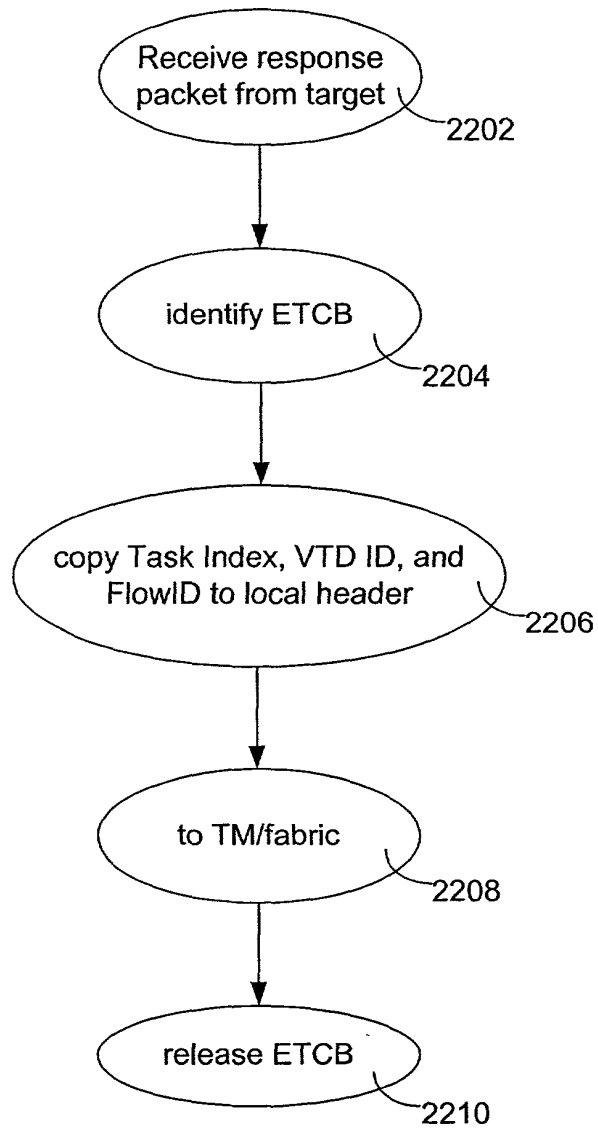 Receive response
packet from target
2202
identify ETCB
2204
copy Task Index, VTD ID, and
FlowID to local header
2206
to TM/fabric
2208
release ETCB
2210